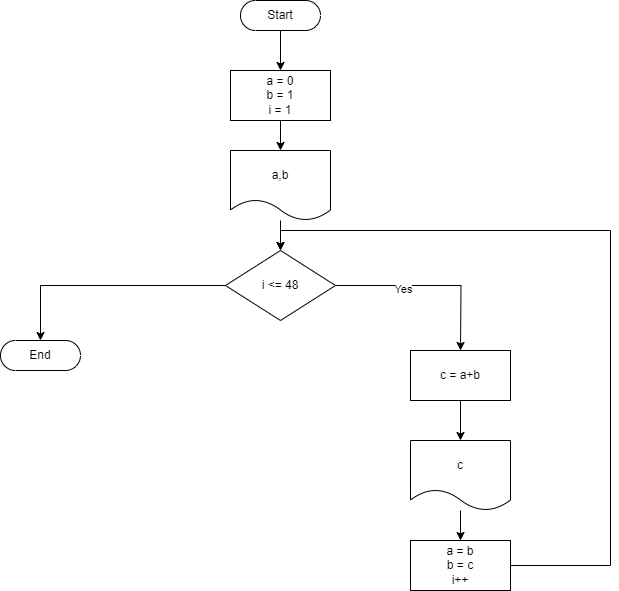 Start
a = 0
b = 1
i = 1
a,b
i <= 48
Yes
End
c = a+b
c
a = b
b = c
i++